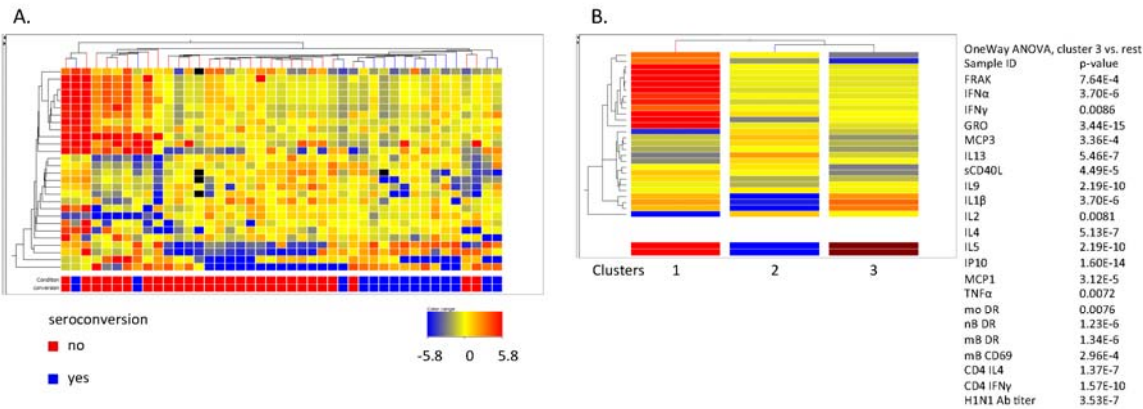 A.
B.
Condition
conversion
seroconversion
no
yes
Color range
-5.8 0 5.8
Clusters 1 2 3
OneWay ANOVA, cluster 3 vs. rest
Sample ID p-value
FRAK 7.64E-4
IFNα 3.70E-6
IFNγ 0.0086
GRO 3.44E-15
MCP3 3.36E-4
IL13 5.46E-7
sCD40L 4.49E-5
IL9 2.19E-10
IL1β 3.70E-6
IL2 0.0081
IL4 5.13E-7
IL5 2.19E-10
IP10 1.60E-14
MCP1 3.12E-5
TNFα 0.0072
mo DR 0.0076
nB DR 1.23E-6
mB DR 1.34E-6
mB CD69 2.96E-4
CD4 IL4 1.37E-7
CD4 IFNγ 1.57E-10
H1N1 Ab titer 3.53E-7